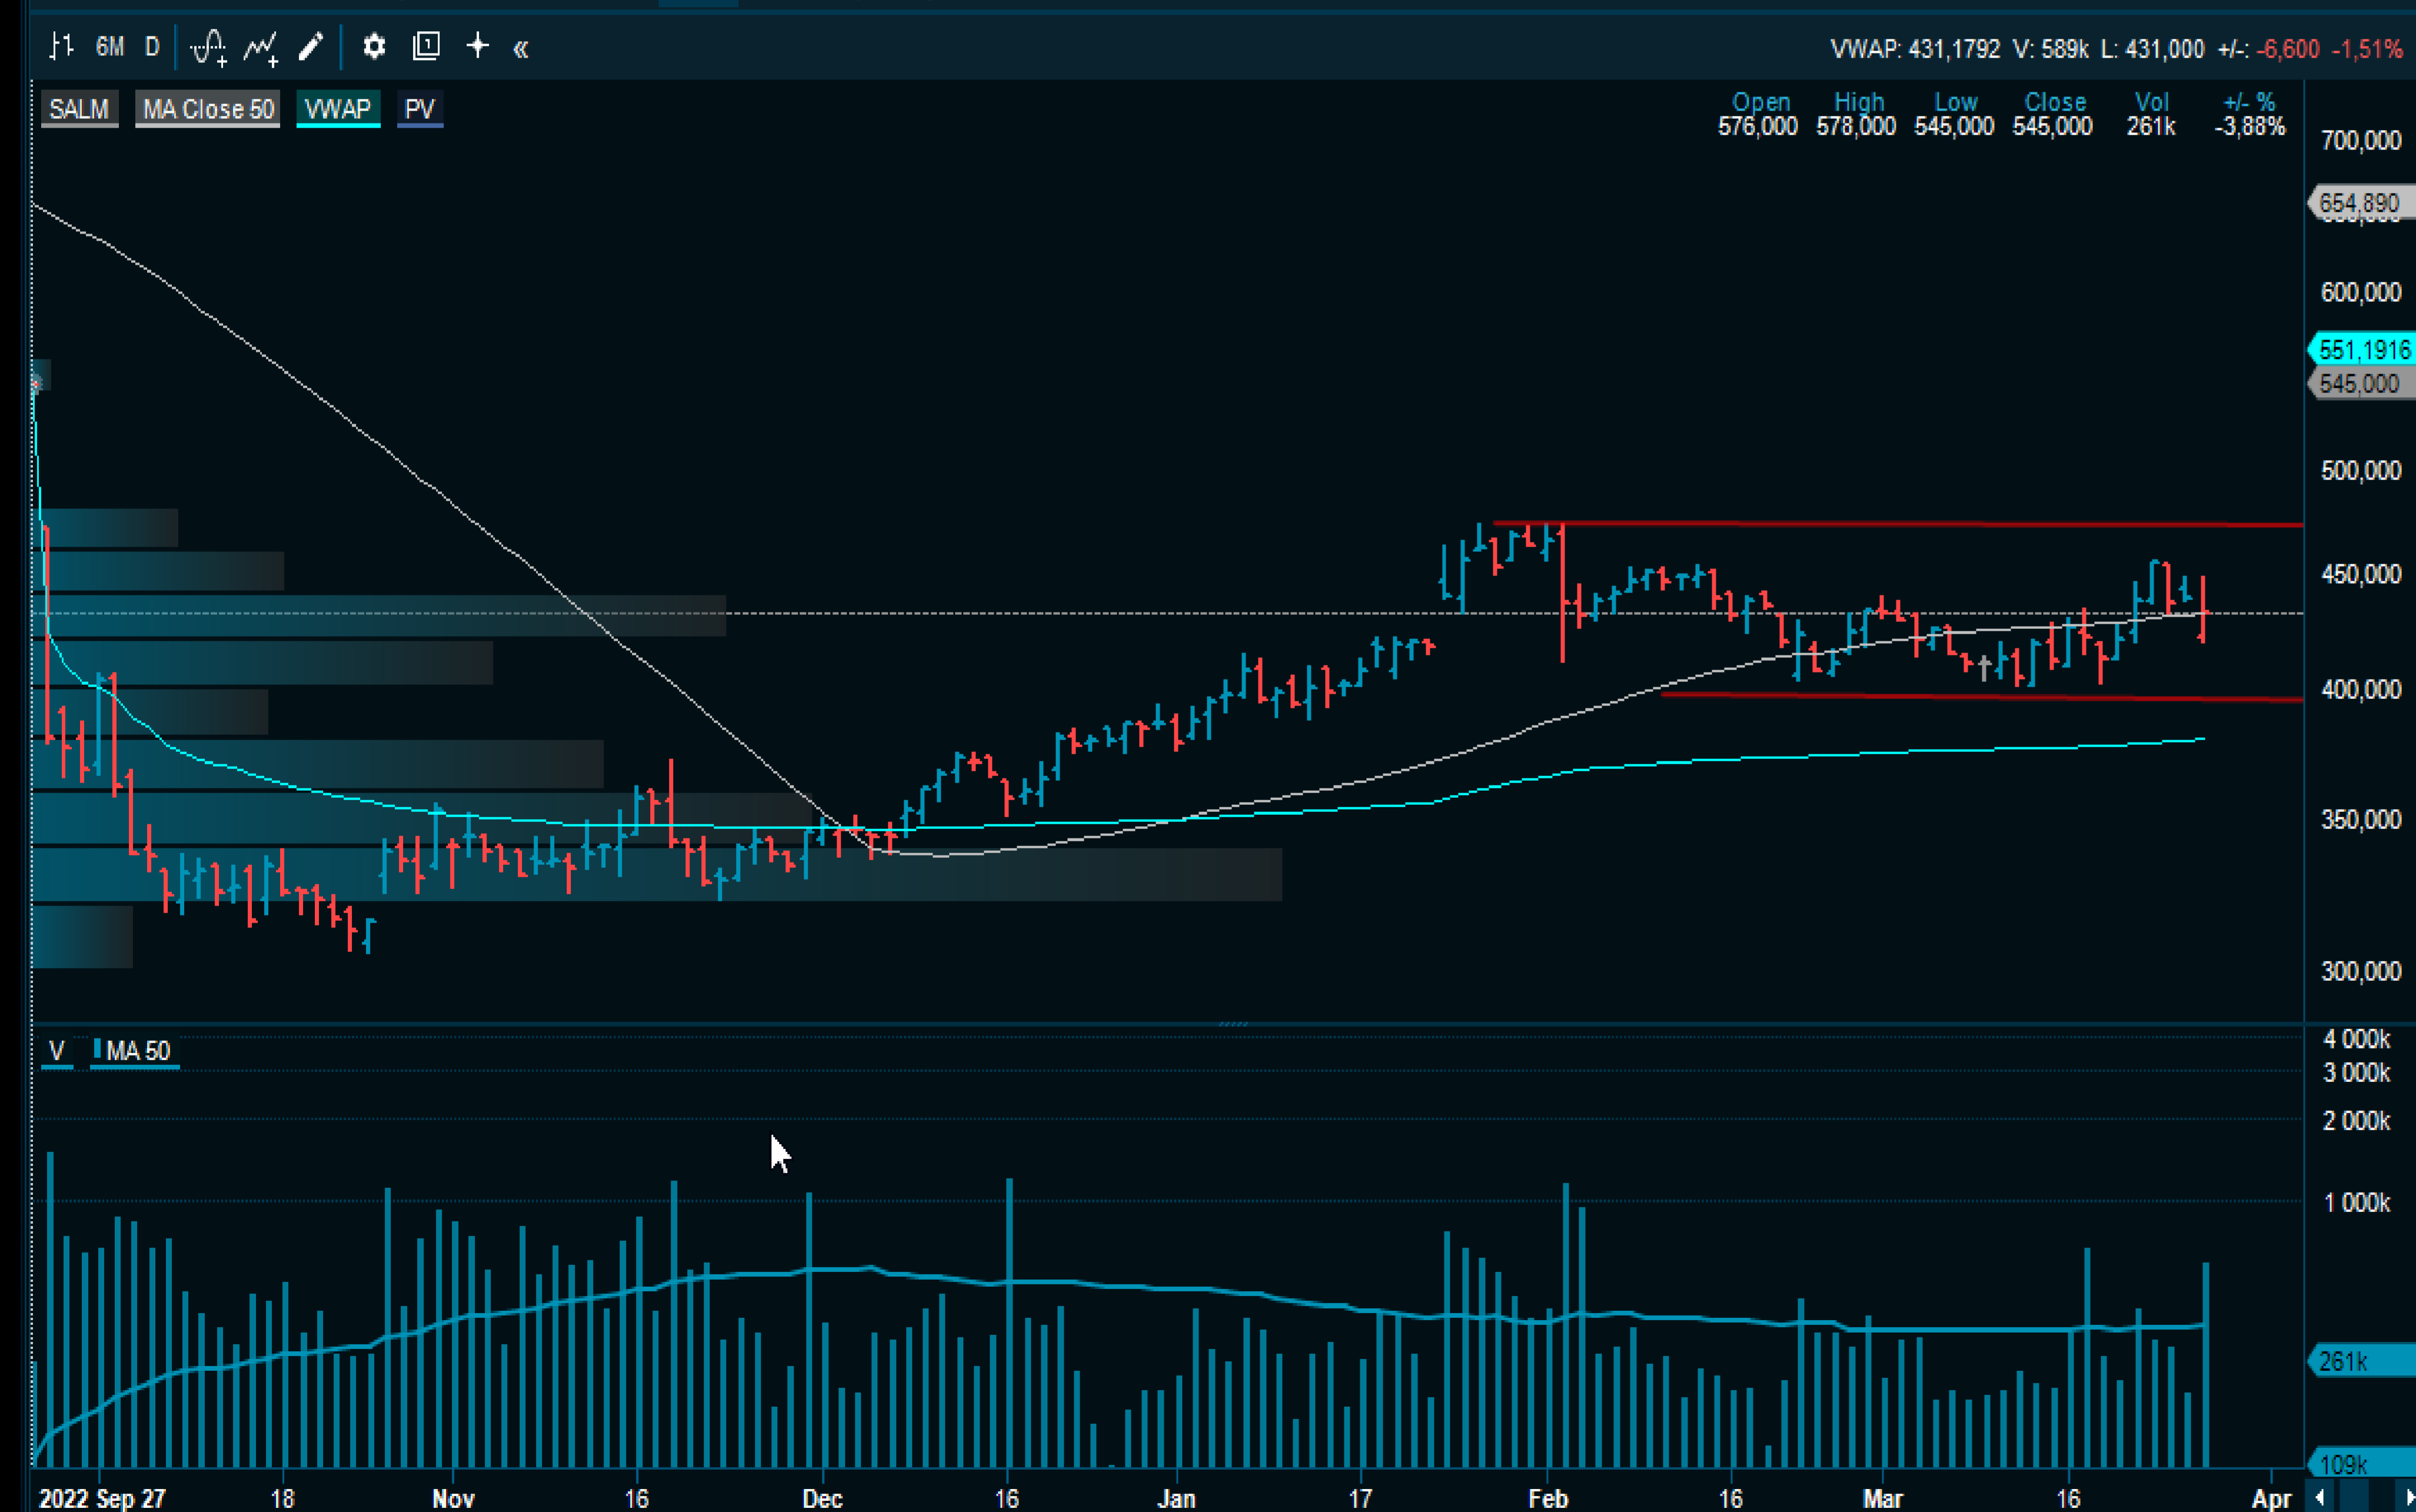 6M D VWAP: 431,1792 V: 589k L: 431,000 +/-: -6,600 -1,51%
SALM MA Close 50 VWAP PV
Open High Low Close Vol +/- %
576,000 578,000 545,000 545,000 261k -3,88%
700,000
654,890
600,000
551,1916
545,000
500,000
450,000
400,000
350,000
300,000
V MA 50
4 000k
3 000k
2 000k
1 000k
261k
109k
2022 Sep 27 18 Nov 16 Dec 16 Jan 17 Feb 16 Mar 16 Apr